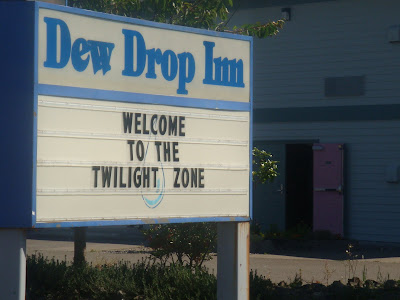 Dew Drop Inn
WELCOME
TO THE
TWILIGHT ZONE